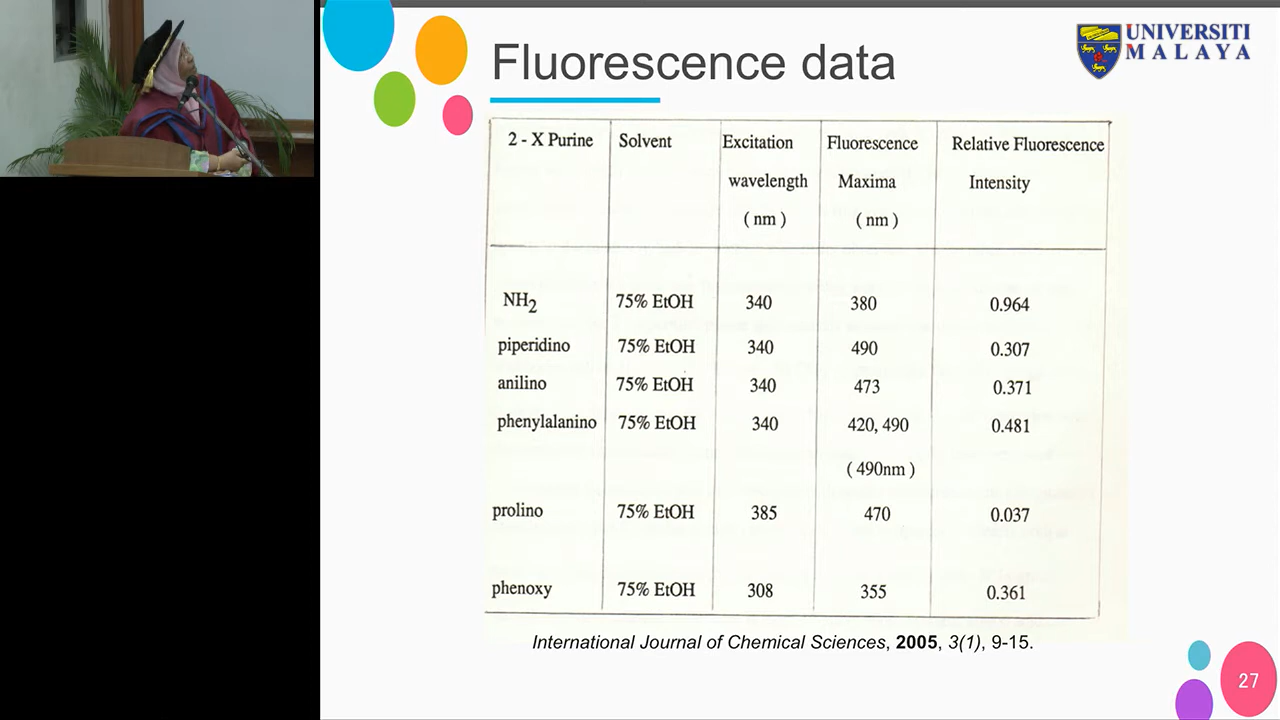 Fluorescence data
UNIVERSITI
MALAYA
2 - X Purine Solvent Excitation Fluorescence Relative Fluorescence
wavelength Maxima Intensity
( nm ) ( nm )
NH2 75% EtOH 340 380 0.964
piperidino 75% EtOH 340 490 0.307
anilino 75% EtOH 340 473 0.371
phenylalanino 75% EtOH 340 420, 490 0.481
( 490nm )
prolino 75% EtOH 385 470 0.037
phenoxy 75% EtOH 308 355 0.361
International Journal of Chemical Sciences, 2005, 3(1), 9-15.
27